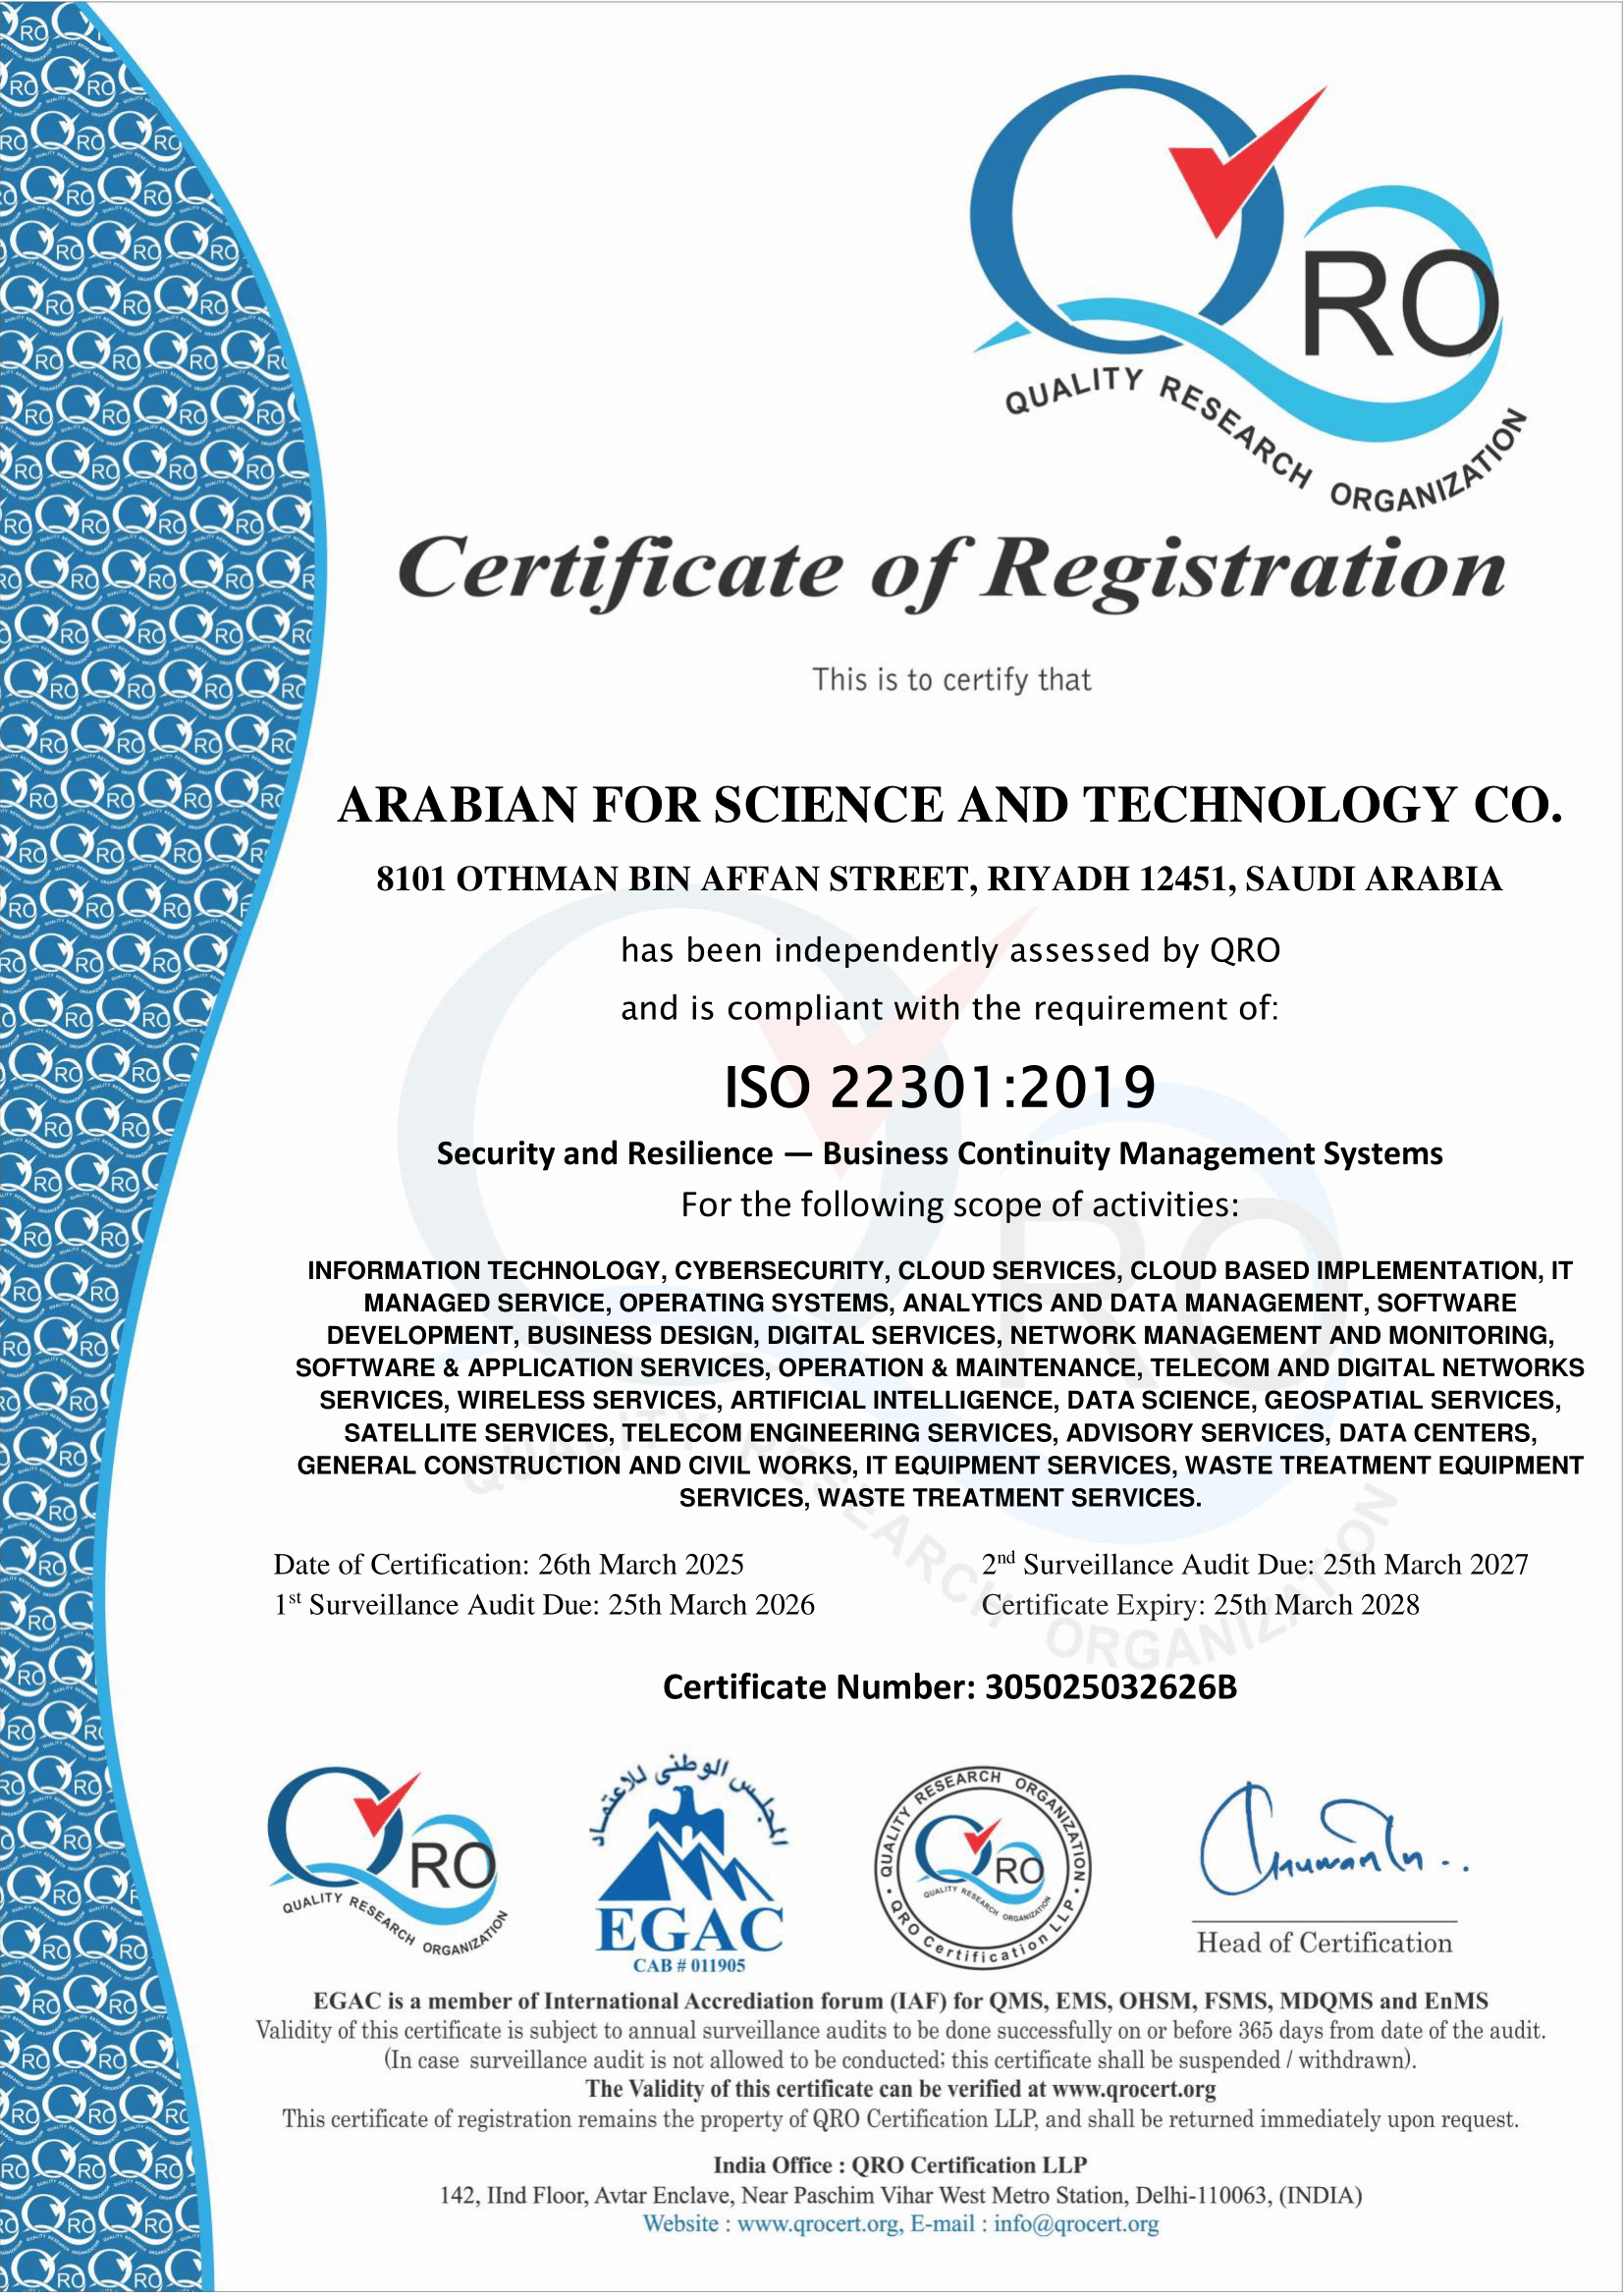 QRO
QUALITY RESEARCH ORGANIZATION
Certificate of Registration
This is to certify that
ARABIAN FOR SCIENCE AND TECHNOLOGY CO.
8101 OTHMAN BIN AFFAN STREET, RIYADH 12451, SAUDI ARABIA
has been independently assessed by QRO
and is compliant with the requirement of:
ISO 22301:2019
Security and Resilience — Business Continuity Management Systems
For the following scope of activities:
INFORMATION TECHNOLOGY, CYBERSECURITY, CLOUD SERVICES, CLOUD BASED IMPLEMENTATION, IT
MANAGED SERVICE, OPERATING SYSTEMS, ANALYTICS AND DATA MANAGEMENT, SOFTWARE
DEVELOPMENT, BUSINESS DESIGN, DIGITAL SERVICES, NETWORK MANAGEMENT AND MONITORING,
SOFTWARE & APPLICATION SERVICES, OPERATION & MAINTENANCE, TELECOM AND DIGITAL NETWORKS
SERVICES, WIRELESS SERVICES, ARTIFICIAL INTELLIGENCE, DATA SCIENCE, GEOSPATIAL SERVICES,
SATELLITE SERVICES, TELECOM ENGINEERING SERVICES, ADVISORY SERVICES, DATA CENTERS,
GENERAL CONSTRUCTION AND CIVIL WORKS, IT EQUIPMENT SERVICES, WASTE TREATMENT EQUIPMENT
SERVICES, WASTE TREATMENT SERVICES.
Date of Certification: 26th March 2025
1st Surveillance Audit Due: 25th March 2026
2nd Surveillance Audit Due: 25th March 2027
Certificate Expiry: 25th March 2028
Certificate Number: 305025032626B
QRO
QUALITY RESEARCH ORGANIZATION
المجلس الوطنى للاعتماد
EGAC
CAB # 011905
QUALITY RESEARCH ORGANIZATION
QRO
QUALITY RESEARCH ORGANIZATION
QRO Certification LLP
Head of Certification
EGAC is a member of International Accrediation forum (IAF) for QMS, EMS, OHSM, FSMS, MDQMS and EnMS
Validity of this certificate is subject to annual surveillance audits to be done successfully on or before 365 days from date of the audit.
(In case surveillance audit is not allowed to be conducted; this certificate shall be suspended / withdrawn).
The Validity of this certificate can be verified at www.qrocert.org
This certificate of registration remains the property of QRO Certification LLP, and shall be returned immediately upon request.
India Office : QRO Certification LLP
142, IInd Floor, Avtar Enclave, Near Paschim Vihar West Metro Station, Delhi-110063, (INDIA)
Website : www.qrocert.org, E-mail : info@qrocert.org